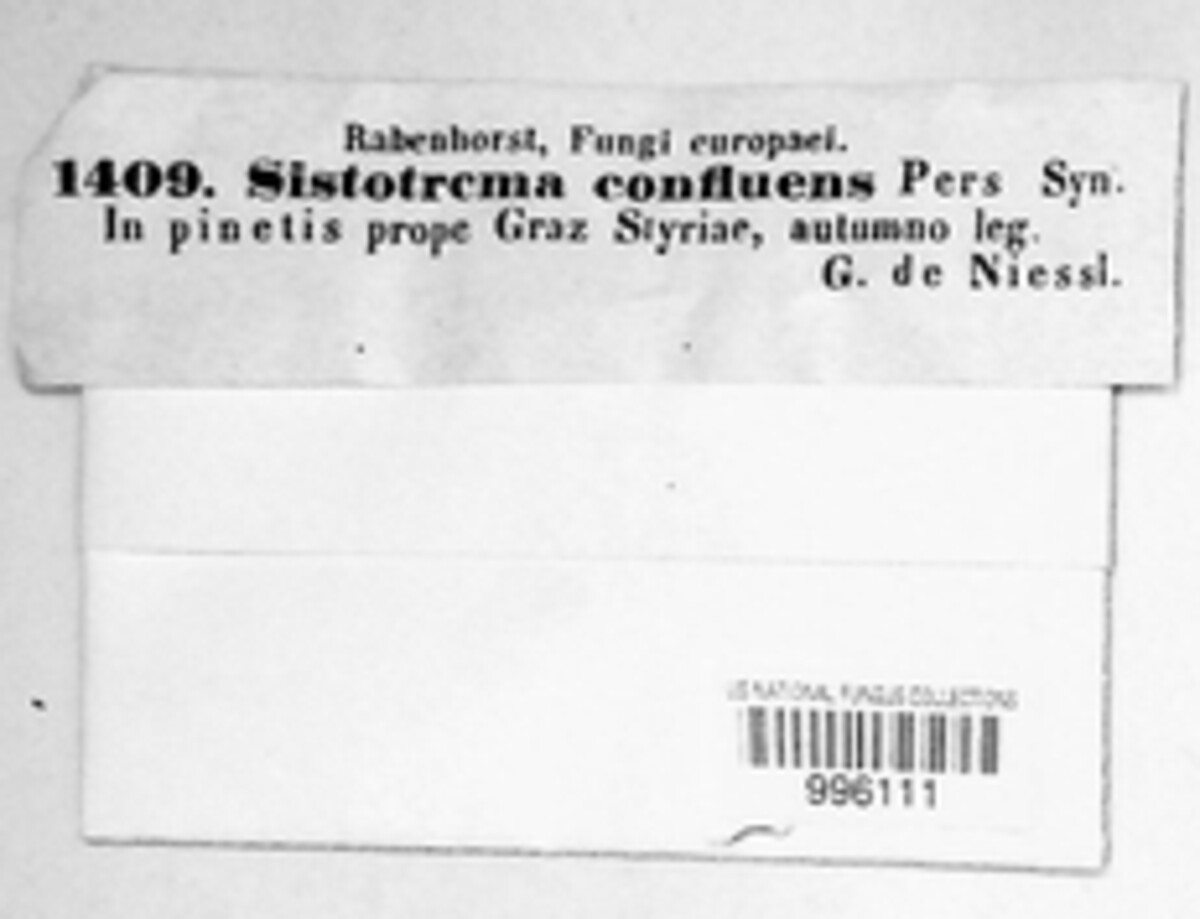 Rabenhorst, Fungi europaei.
1409. Sistotrema confluens Pers Syn.
In pinetis prope Graz Styriae, autumno leg.
G. de Niessl.
US NATIONAL FUNGUS COLLECTIONS
996111